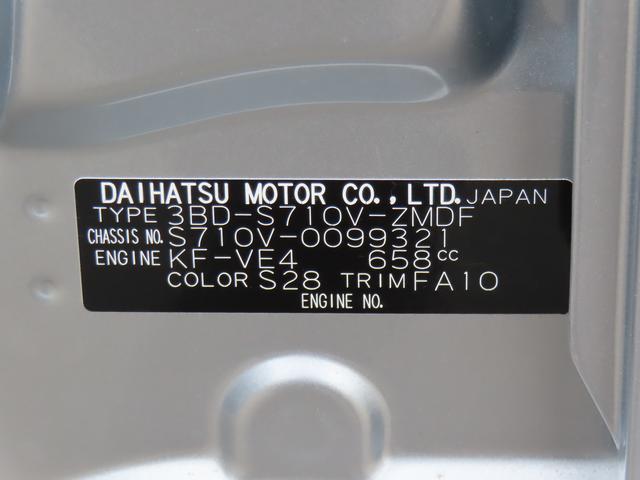 DAIHATSU MOTOR CO.,LTD. JAPAN
TYPE 3BD-S710V-ZMDF
CHASSIS NO. S710V-0099321
ENGINE KF-VE4 658cc
COLOR S28 TRIM FA10
ENGINE NO.